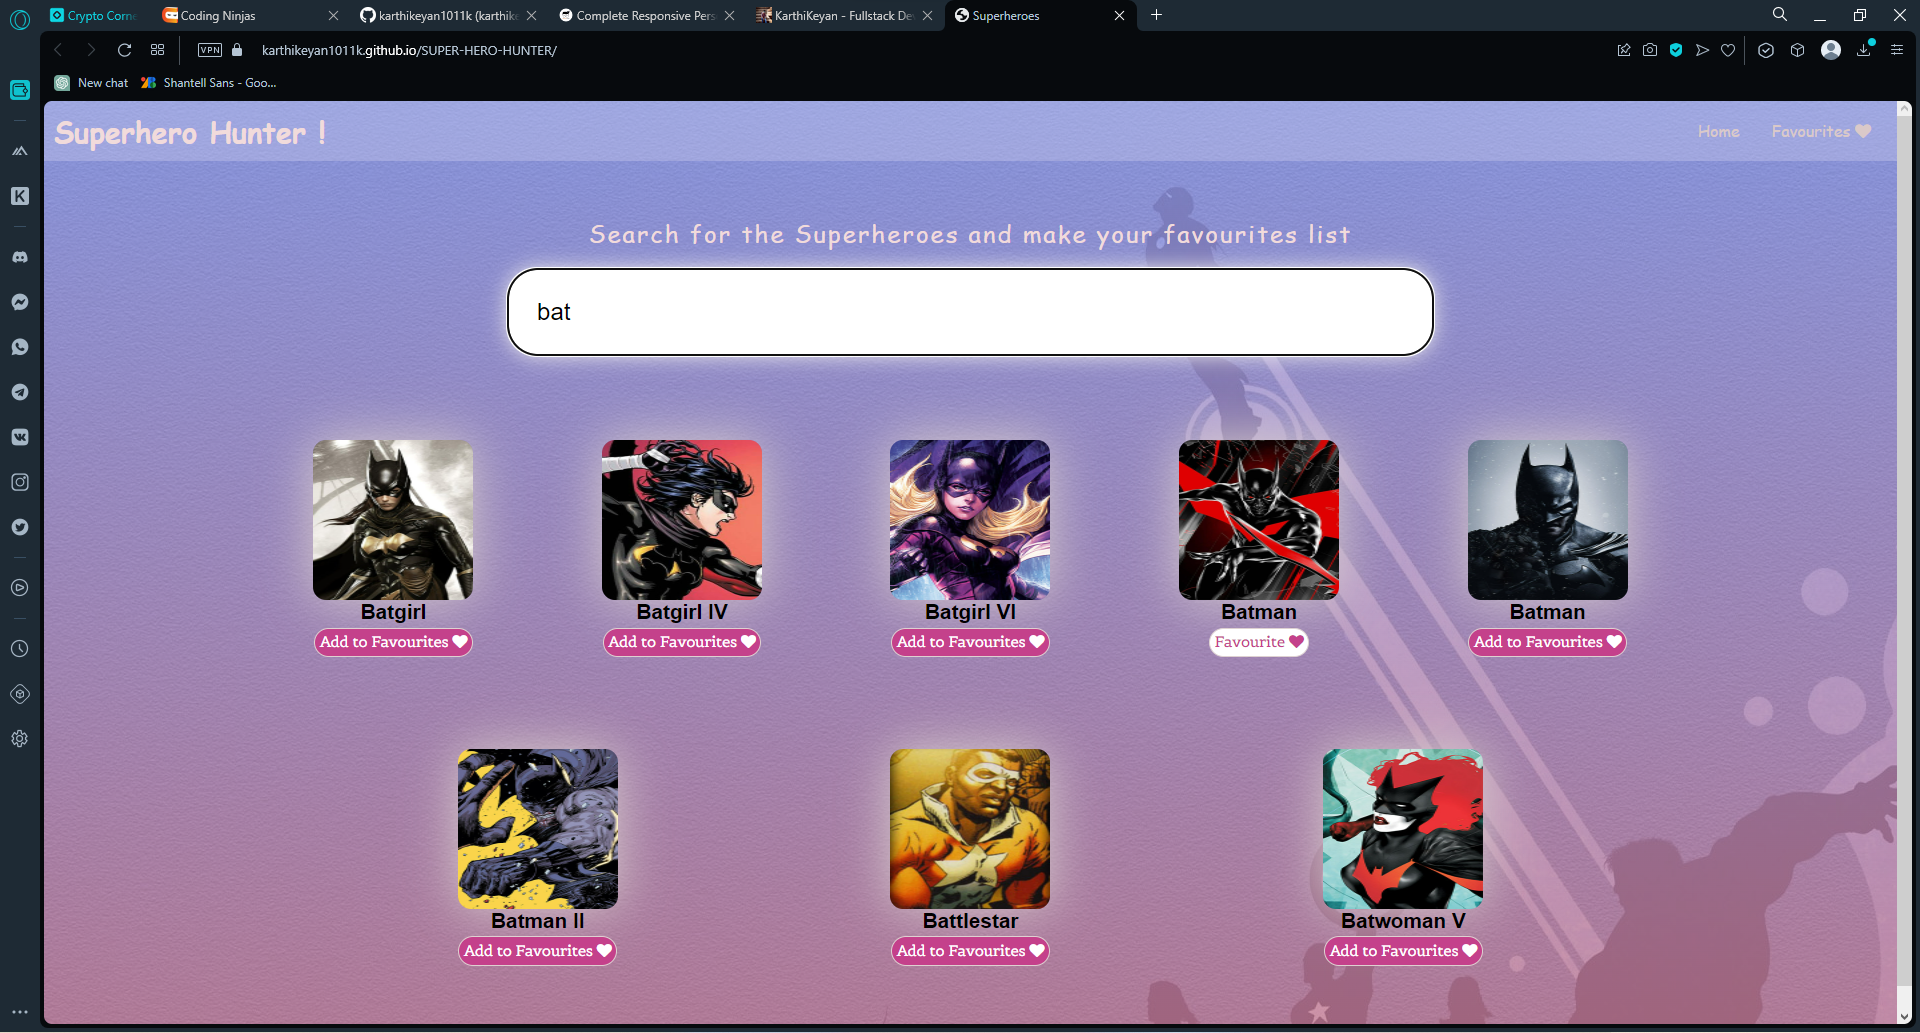 Crypto Corne
Coding Ninjas
karthikeyan1011k (karthike
Complete Responsive Pers
KarthiKeyan - Fullstack De
Superheroes
VPN
karthikeyan1011k.github.io/SUPER-HERO-HUNTER/
New chat
Shantell Sans - Goo...
Superhero Hunter !
Home
Favourites
Search for the Superheroes and make your favourites list
bat
Batgirl
Batgirl IV
Batgirl VI
Batman
Batman
Add to Favourites
Add to Favourites
Add to Favourites
Favourite
Add to Favourites
Batman II
Battlestar
Batwoman V
Add to Favourites
Add to Favourites
Add to Favourites